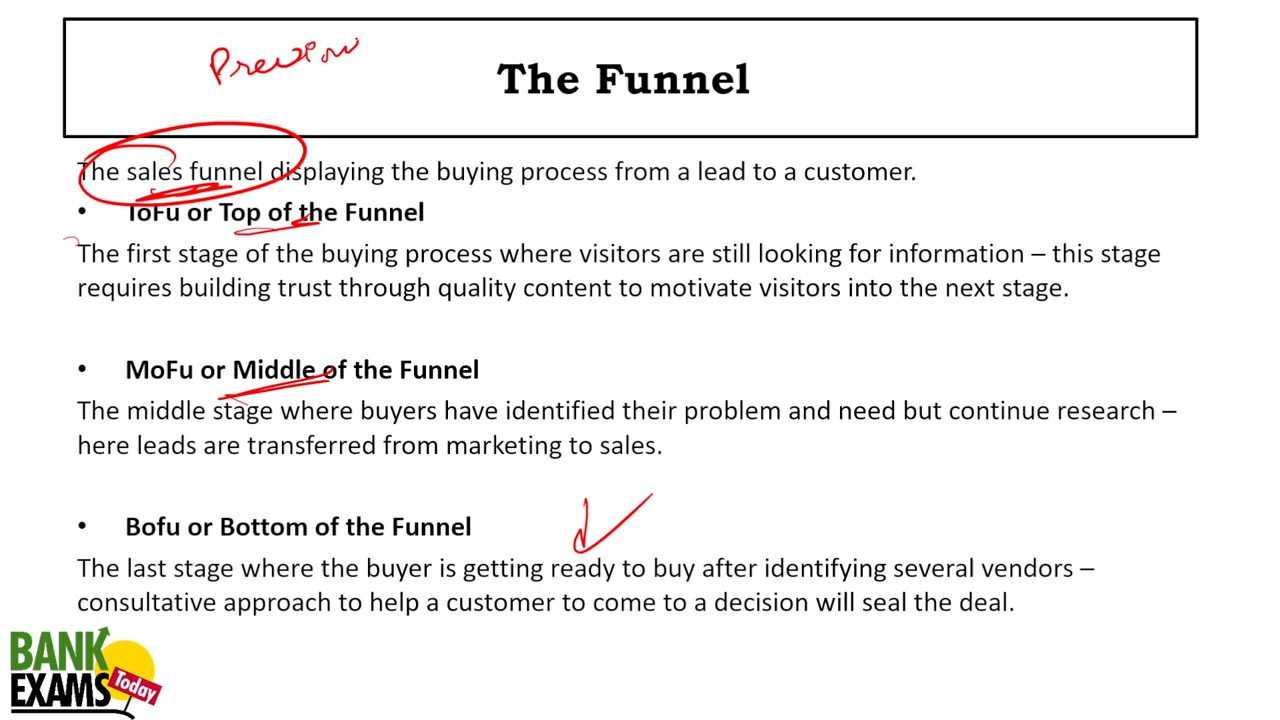 The Funnel
The sales funnel displaying the buying process from a lead to a customer.
• ToFu or Top of the Funnel
The first stage of the buying process where visitors are still looking for information – this stage
requires building trust through quality content to motivate visitors into the next stage.
• MoFu or Middle of the Funnel
The middle stage where buyers have identified their problem and need but continue research –
here leads are transferred from marketing to sales.
• Bofu or Bottom of the Funnel
The last stage where the buyer is getting ready to buy after identifying several vendors –
consultative approach to help a customer to come to a decision will seal the deal.
BANK
EXAMS
Today